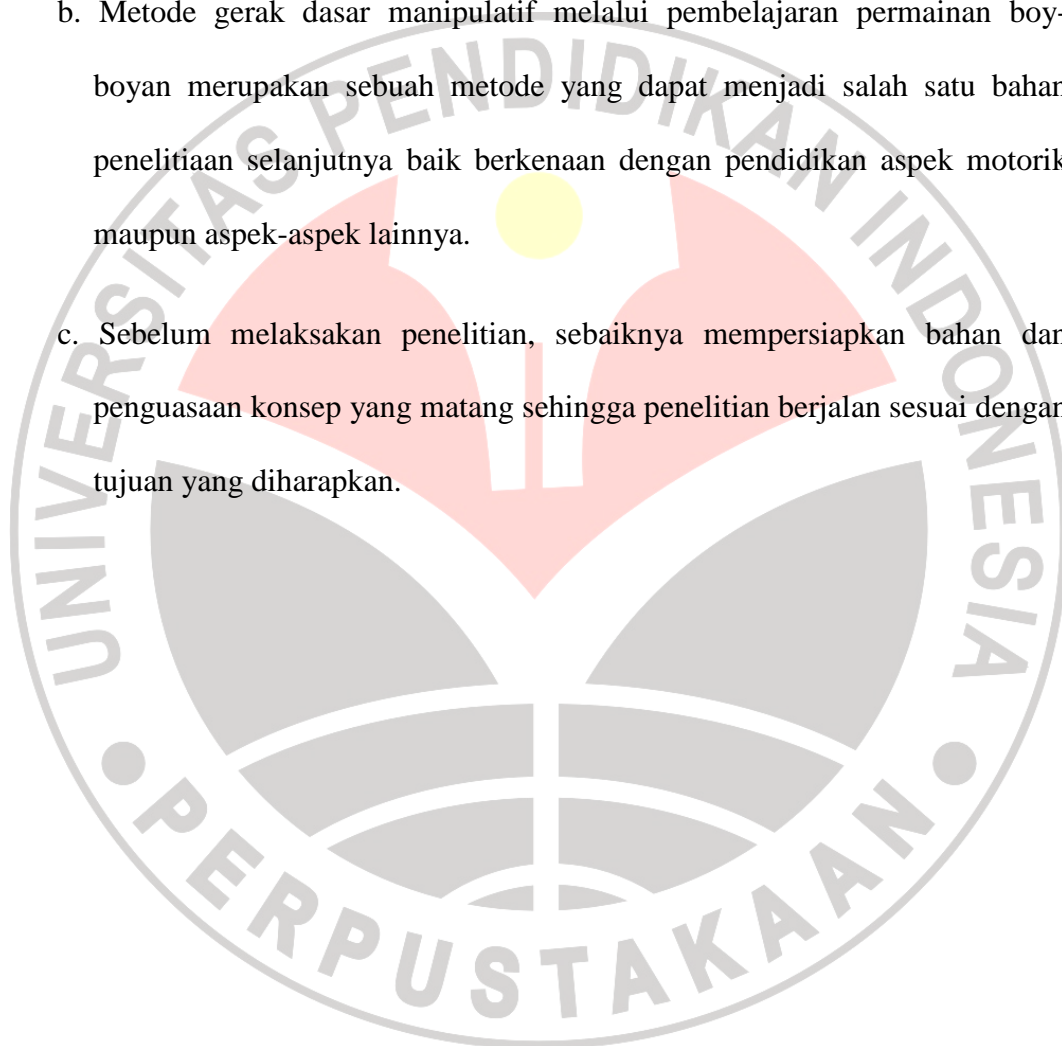 b. Metode gerak dasar manipulatif melalui pembelajaran permainan boy-
boyan merupakan sebuah metode yang dapat menjadi salah satu bahan
penelitiaan selanjutnya baik berkenaan dengan pendidikan aspek motorik
maupun aspek-aspek lainnya.
c. Sebelum melaksakan penelitian, sebaiknya mempersiapkan bahan dan
penguasaan konsep yang matang sehingga penelitian berjalan sesuai dengan
tujuan yang diharapkan.
UNIVERSITAS PENDIDIKAN INDONESIA
PERPUSTAKAAN